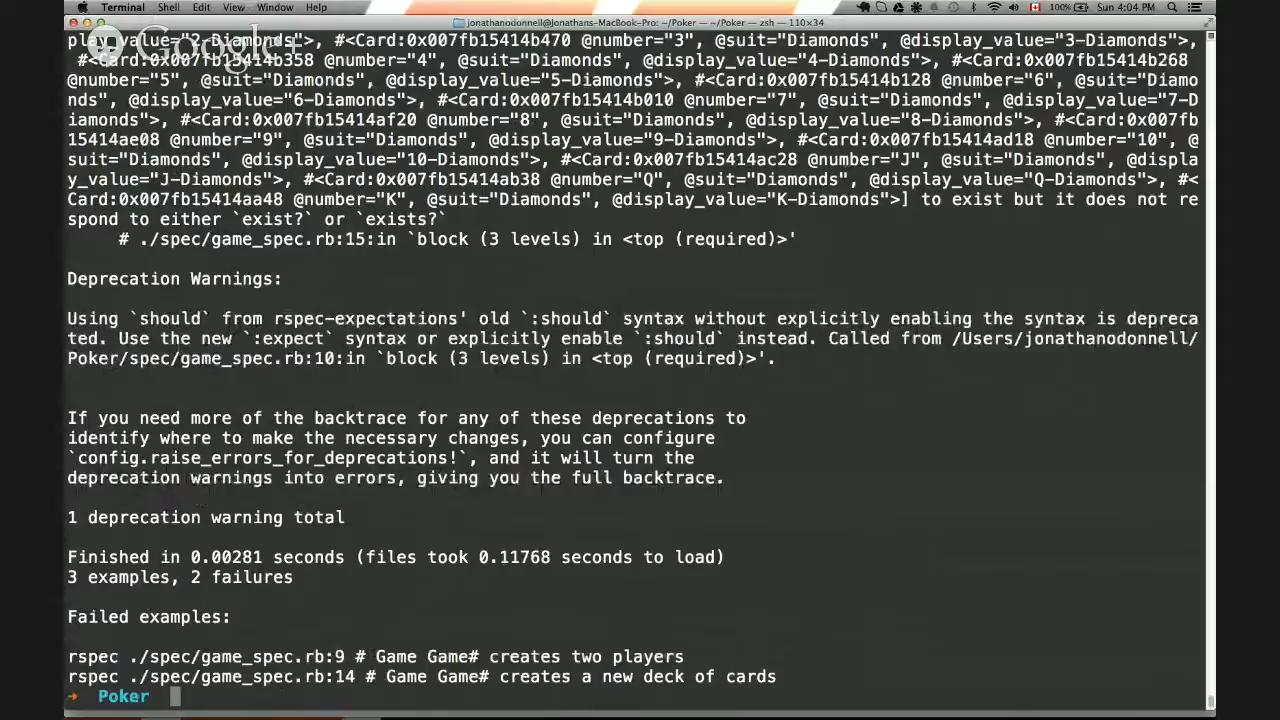 Terminal Shell Edit View Window Help 100% Sun 4:04 PM
jonathanodonnell@Jonathans-MacBook-Pro: ~/Poker — ~/Poker — zsh — 110×34
Google+
play_value="2-Diamonds">, #<Card:0x007fb15414b470 @number="3", @suit="Diamonds", @display_value="3-Diamonds">,
#<Card:0x007fb15414b358 @number="4", @suit="Diamonds", @display_value="4-Diamonds">, #<Card:0x007fb15414b268
@number="5", @suit="Diamonds", @display_value="5-Diamonds">, #<Card:0x007fb15414b128 @number="6", @suit="Diamo
nds", @display_value="6-Diamonds">, #<Card:0x007fb15414b010 @number="7", @suit="Diamonds", @display_value="7-D
iamonds">, #<Card:0x007fb15414af20 @number="8", @suit="Diamonds", @display_value="8-Diamonds">, #<Card:0x007fb
15414ae08 @number="9", @suit="Diamonds", @display_value="9-Diamonds">, #<Card:0x007fb15414ad18 @number="10", @
suit="Diamonds", @display_value="10-Diamonds">, #<Card:0x007fb15414ac28 @number="J", @suit="Diamonds", @displa
y_value="J-Diamonds">, #<Card:0x007fb15414ab38 @number="Q", @suit="Diamonds", @display_value="Q-Diamonds">, #<
Card:0x007fb15414aa48 @number="K", @suit="Diamonds", @display_value="K-Diamonds">] to exist but it does not re
spond to either `exist?` or `exists?`
# ./spec/game_spec.rb:15:in `block (3 levels) in <top (required)>'
Deprecation Warnings:
Using `should` from rspec-expectations' old `:should` syntax without explicitly enabling the syntax is depreca
ted. Use the new `:expect` syntax or explicitly enable `:should` instead. Called from /Users/jonathanodonnell/
Poker/spec/game_spec.rb:10:in `block (3 levels) in <top (required)>'.
If you need more of the backtrace for any of these deprecations to
identify where to make the necessary changes, you can configure
`config.raise_errors_for_deprecations!`, and it will turn the
deprecation warnings into errors, giving you the full backtrace.
1 deprecation warning total
Finished in 0.00281 seconds (files took 0.11768 seconds to load)
3 examples, 2 failures
Failed examples:
rspec ./spec/game_spec.rb:9 # Game Game# creates two players
rspec ./spec/game_spec.rb:14 # Game Game# creates a new deck of cards
➜ Poker